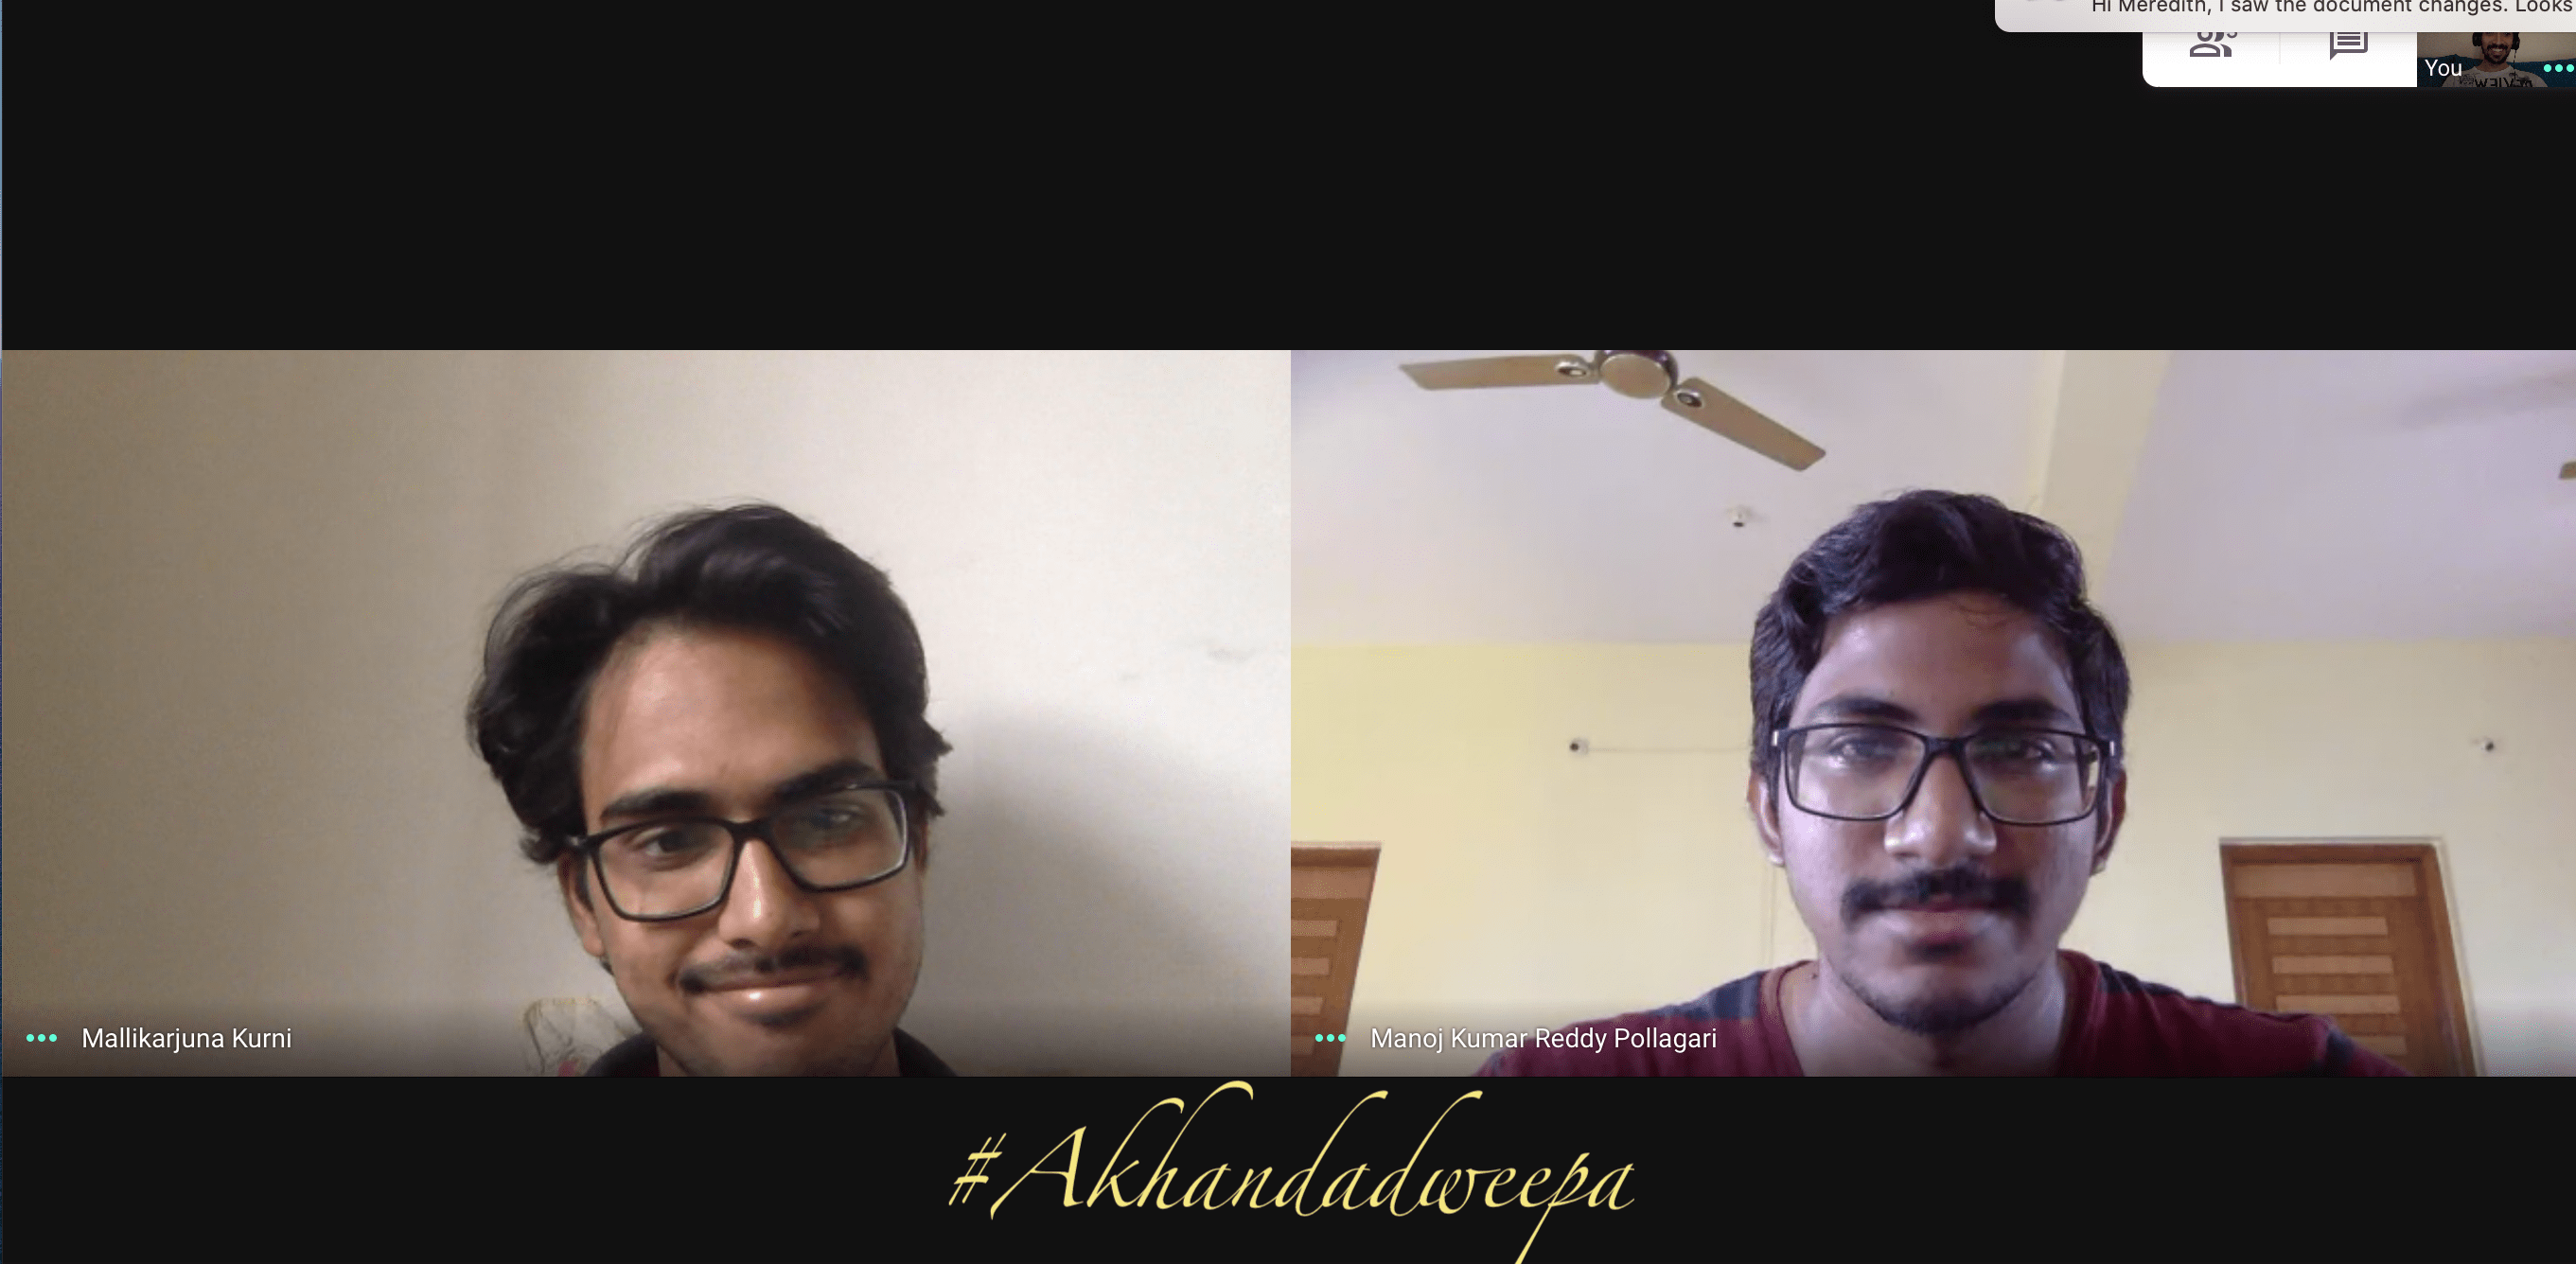 Hi Meredith, I saw the document changes. Looks
You
Mallikarjuna Kurni
Manoj Kumar Reddy Pollagari
#Akhandadweepa